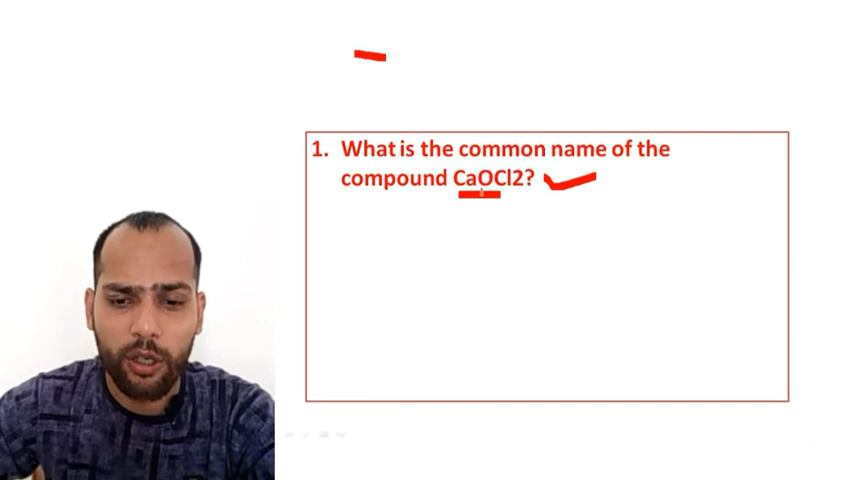 1. What is the common name of the
compound CaOCl2?